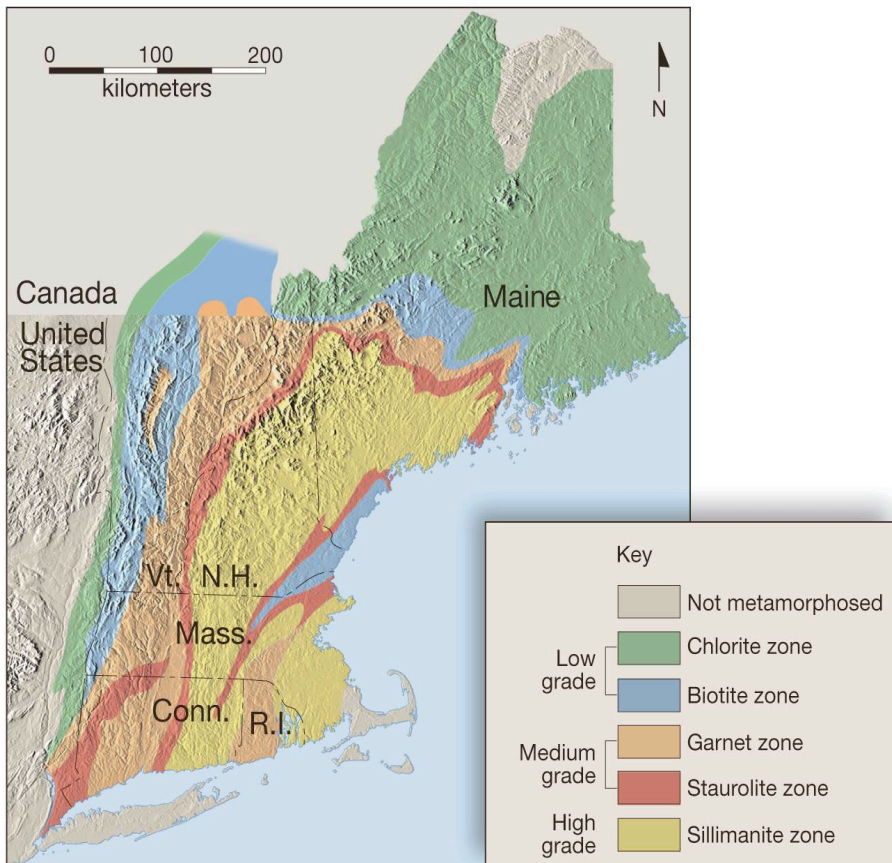 0 100 200
kilometers
N
Canada
United
States
Maine
Vt. N.H.
Mass.
Conn.
R.I.
Key
Not metamorphosed
Low
grade
Chlorite zone
Biotite zone
Medium
grade
Garnet zone
Staurolite zone
High
grade
Sillimanite zone